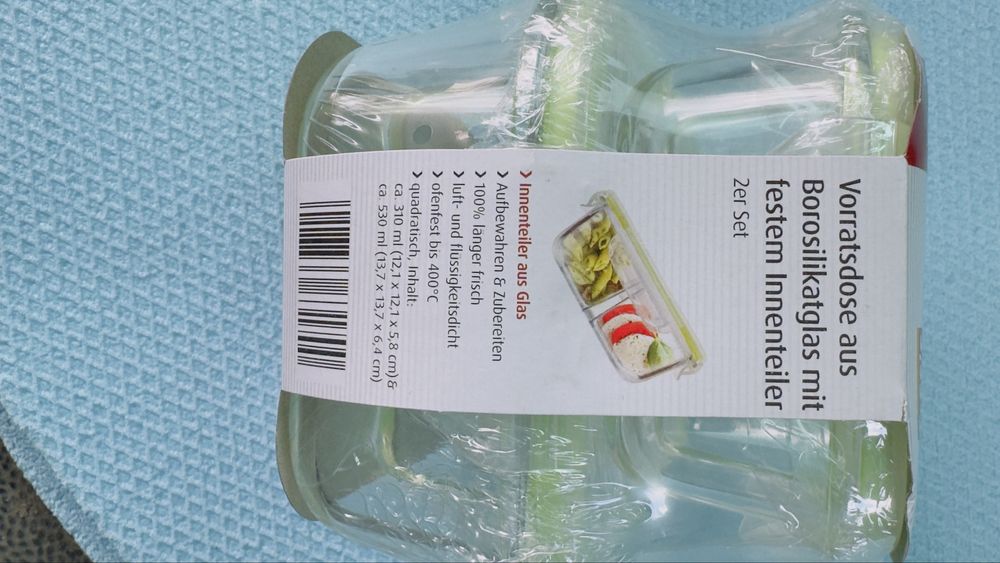 Vorratsdose aus
Borosilikatglas mit
festem Innenteiler
2er Set
› Innenteiler aus Glas
› Aufbewahren & Zubereiten
› 100% länger frisch
› luft- und flüssigkeitsdicht
› ofenfest bis 400°C
› quadratisch, Inhalt:
ca. 310 ml (12,1 x 12,1 x 5,8 cm) &
ca. 530 ml (13,7 x 13,7 x 6,4 cm)